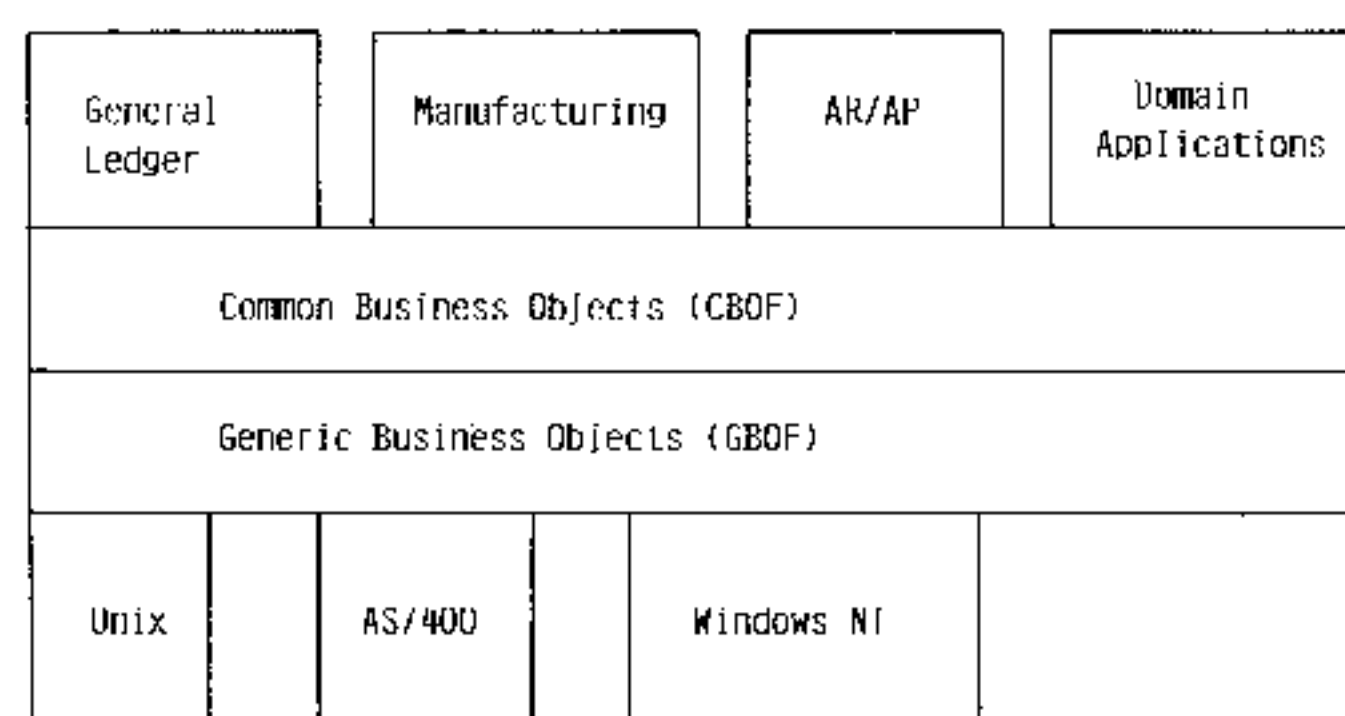 General
Ledger
Manufacturing
AR/AP
Domain
Applications
Common Business Objects (CBOF)
Generic Business Objects (GBOF)
Unix
AS/400
Windows NT